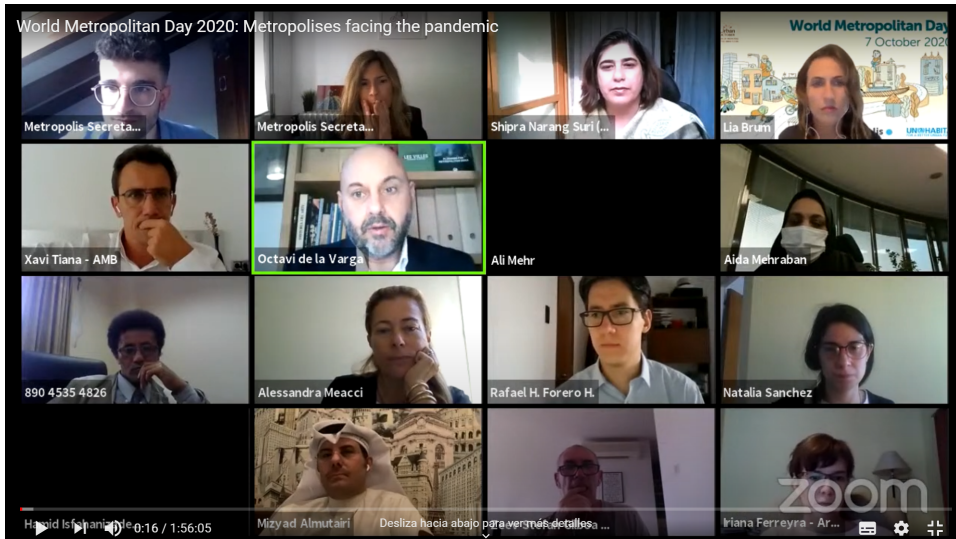 World Metropolitan Day 2020: Metropolises facing the pandemic
World Metropolitan Day
7 October 2020
Metropolis Secreta...
Metropolis Secreta...
Shipra Narang Suri (...
Lia Brum
UN HABITAT
Xavi Tiana - AMB
Octavi de la Varga
Ali Mehr
Aida Mehraban
890 4535 4826
Alessandra Meacci
Rafael H. Forero H.
Natalia Sanchez
zoom
Mizyad Almutairi
Iriana Ferreyra - Ar...
0:16 / 1:56:05
Desliza hacia abajo para ver más detalles